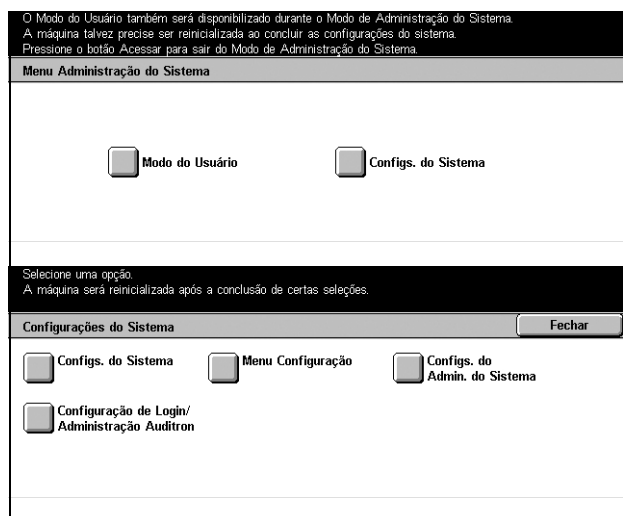 O Modo do Usuário também será disponibilizado durante o Modo de Administração do Sistema.
A máquina talvez precise ser reinicializada ao concluir as configurações do sistema.
Pressione o botão Acessar para sair do Modo de Administração do Sistema.
Menu Administração do Sistema
Modo do Usuário
Configs. do Sistema
Selecione uma opção.
A máquina será reinicializada após a conclusão de certas seleções.
Configurações do Sistema
Fechar
Configs. do Sistema
Menu Configuração
Configs. do
Admin. do Sistema
Configuração de Login/
Administração Auditron